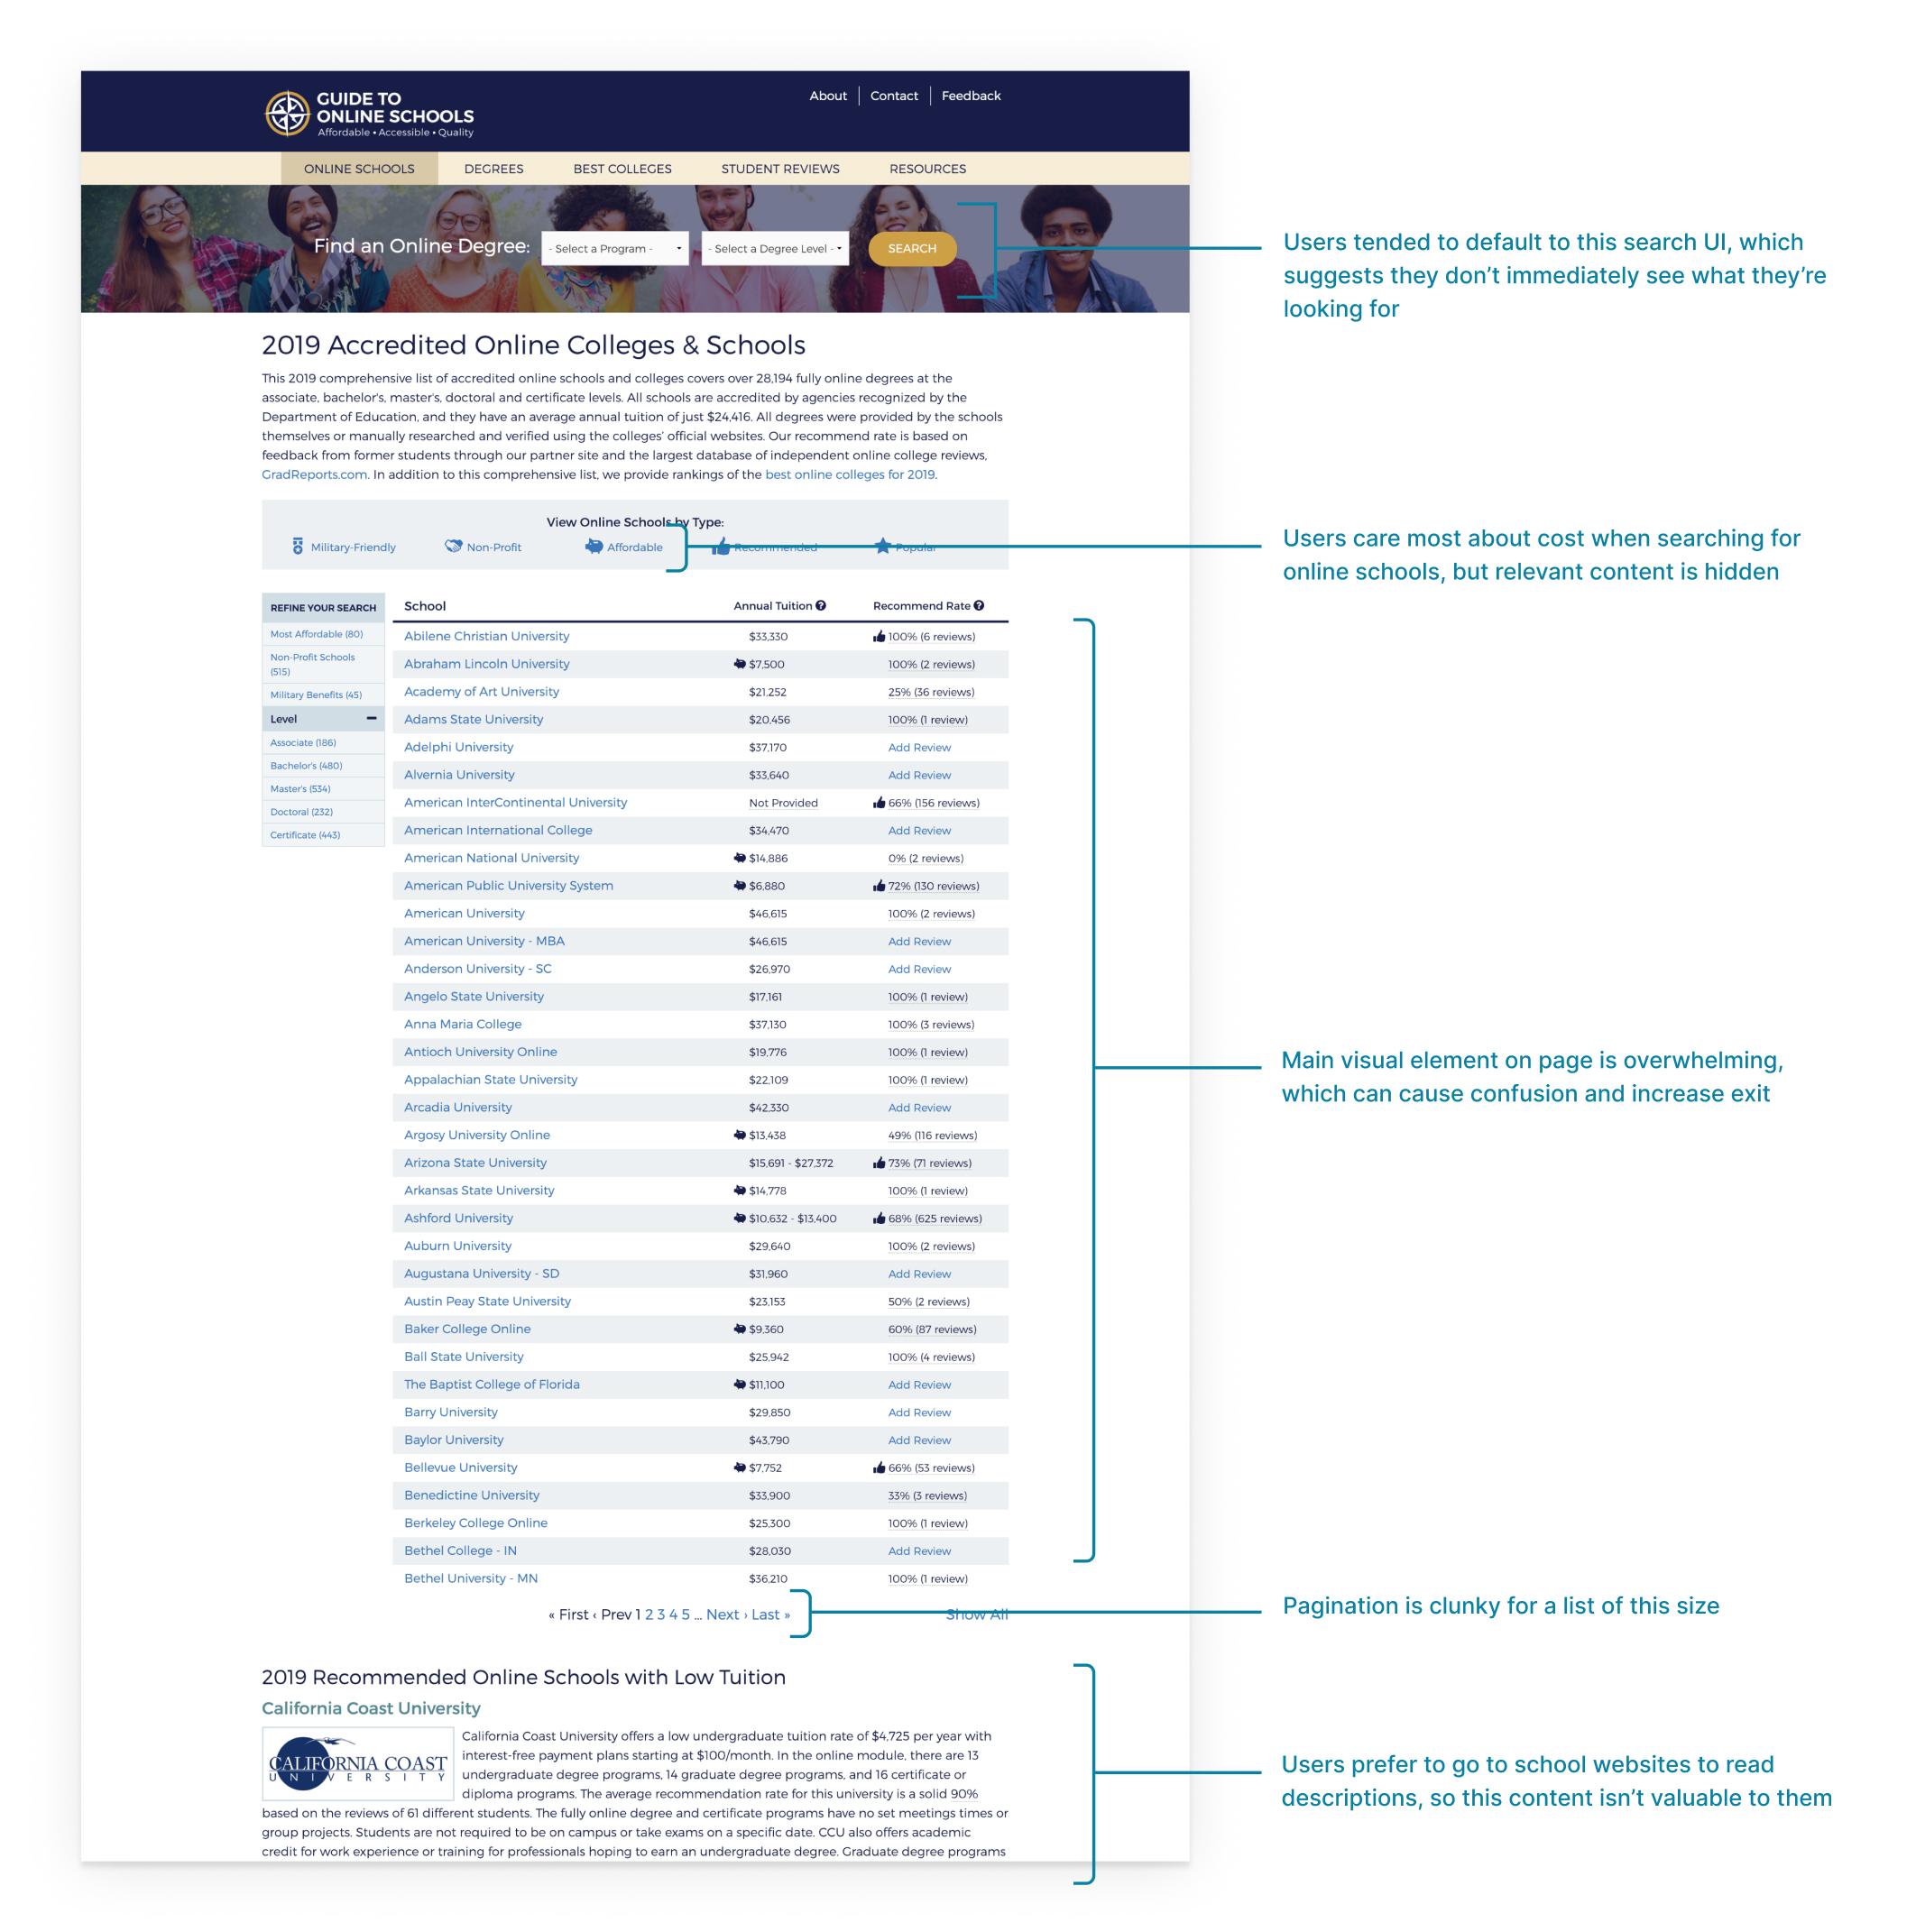 GUIDE TO
ONLINE SCHOOLS
Affordable • Accessible • Quality
About
Contact
Feedback
ONLINE SCHOOLS
DEGREES
BEST COLLEGES
STUDENT REVIEWS
RESOURCES
Find an Online Degree:
- Select a Program -
- Select a Degree Level -
SEARCH
Users tended to default to this search UI, which
suggests they don’t immediately see what they’re
looking for
2019 Accredited Online Colleges & Schools
This 2019 comprehensive list of accredited online schools and colleges covers over 28,194 fully online degrees at the
associate, bachelor's, master's, doctoral and certificate levels. All schools are accredited by agencies recognized by the
Department of Education, and they have an average annual tuition of just $24,416. All degrees were provided by the schools
themselves or manually researched and verified using the colleges' official websites. Our recommend rate is based on
feedback from former students through our partner site and the largest database of independent online college reviews,
GradReports.com. In addition to this comprehensive list, we provide rankings of the best online colleges for 2019.
View Online Schools by Type:
Military-Friendly
Non-Profit
Affordable
Recommended
Popular
Users care most about cost when searching for
online schools, but relevant content is hidden
REFINE YOUR SEARCH
Most Affordable (80)
Non-Profit Schools
(515)
Military Benefits (45)
Level
Associate (186)
Bachelor's (480)
Master's (534)
Doctoral (232)
Certificate (443)
School Annual Tuition ? Recommend Rate ?
Abilene Christian University $33,330 100% (6 reviews)
Abraham Lincoln University $7,500 100% (2 reviews)
Academy of Art University $21,252 25% (36 reviews)
Adams State University $20,456 100% (1 review)
Adelphi University $37,170 Add Review
Alvernia University $33,640 Add Review
American InterContinental University Not Provided 66% (156 reviews)
American International College $34,470 Add Review
American National University $14,886 0% (2 reviews)
American Public University System $6,880 72% (130 reviews)
American University $46,615 100% (2 reviews)
American University - MBA $46,615 Add Review
Anderson University - SC $26,970 Add Review
Angelo State University $17,161 100% (1 review)
Anna Maria College $37,130 100% (3 reviews)
Antioch University Online $19,776 100% (1 review)
Appalachian State University $22,109 100% (1 review)
Arcadia University $42,330 Add Review
Argosy University Online $13,438 49% (116 reviews)
Arizona State University $15,691 - $27,372 73% (71 reviews)
Arkansas State University $14,778 100% (1 review)
Ashford University $10,632 - $13,400 68% (625 reviews)
Auburn University $29,640 100% (2 reviews)
Augustana University - SD $31,960 Add Review
Austin Peay State University $23,153 50% (2 reviews)
Baker College Online $9,360 60% (87 reviews)
Ball State University $25,942 100% (4 reviews)
The Baptist College of Florida $11,100 Add Review
Barry University $29,850 Add Review
Baylor University $43,790 Add Review
Bellevue University $7,752 66% (53 reviews)
Benedictine University $33,900 33% (3 reviews)
Berkeley College Online $25,300 100% (1 review)
Bethel College - IN $28,030 Add Review
Bethel University - MN $36,210 100% (1 review)
Main visual element on page is overwhelming,
which can cause confusion and increase exit
« First ‹ Prev 1 2 3 4 5 ... Next › Last »
Show All
Pagination is clunky for a list of this size
2019 Recommended Online Schools with Low Tuition
California Coast University
CALIFORNIA COAST
UNIVERSITY
California Coast University offers a low undergraduate tuition rate of $4,725 per year with
interest-free payment plans starting at $100/month. In the online module, there are 13
undergraduate degree programs, 14 graduate degree programs, and 16 certificate or
diploma programs. The average recommendation rate for this university is a solid 90%
based on the reviews of 61 different students. The fully online degree and certificate programs have no set meetings times or
group projects. Students are not required to be on campus or take exams on a specific date. CCU also offers academic
credit for work experience or training for professionals hoping to earn an undergraduate degree. Graduate degree programs
Users prefer to go to school websites to read
descriptions, so this content isn’t valuable to them